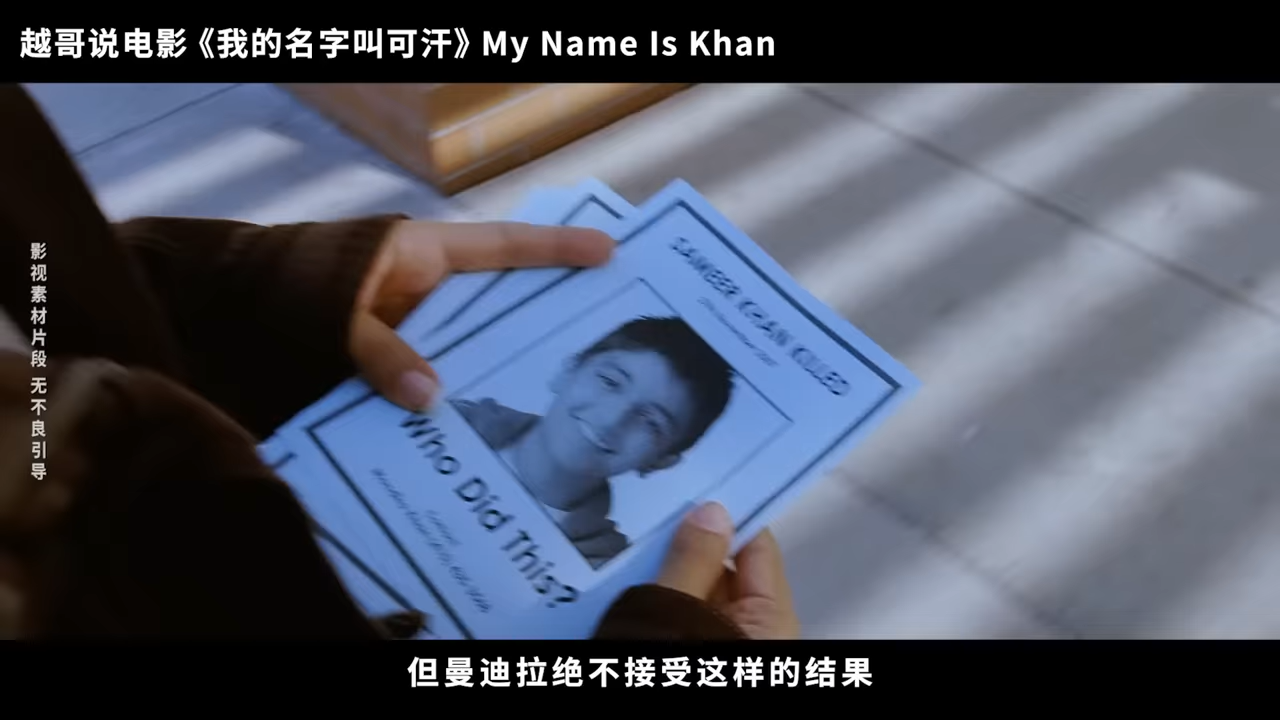 越哥说电影《我的名字叫可汗》My Name Is Khan
影视素材片段 无不良引导
SAMEER KHAN KILLED
Who Did This?
Contact
但曼迪拉绝不接受这样的结果